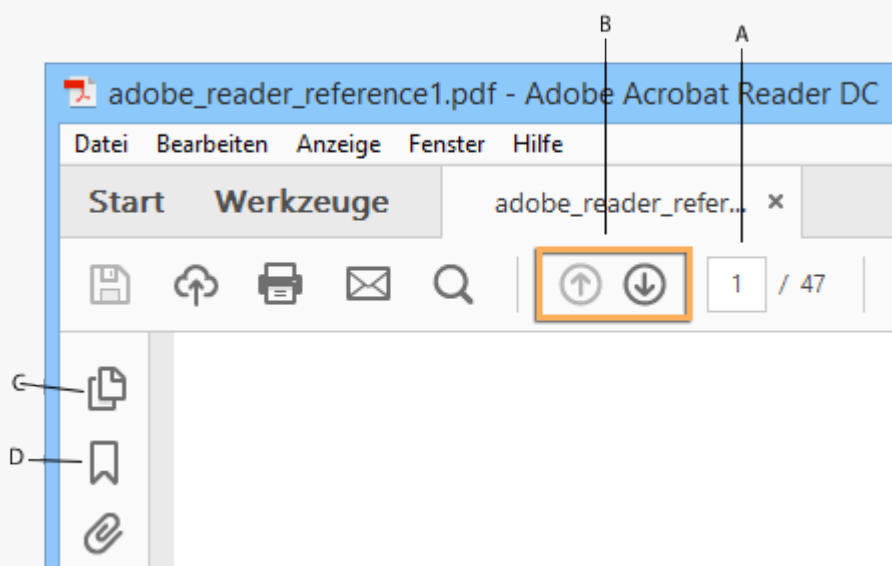 B
A
adobe_reader_reference1.pdf - Adobe Acrobat Reader DC
Datei Bearbeiten Anzeige Fenster Hilfe
Start Werkzeuge adobe_reader_refer... ×
1 / 47
C
D